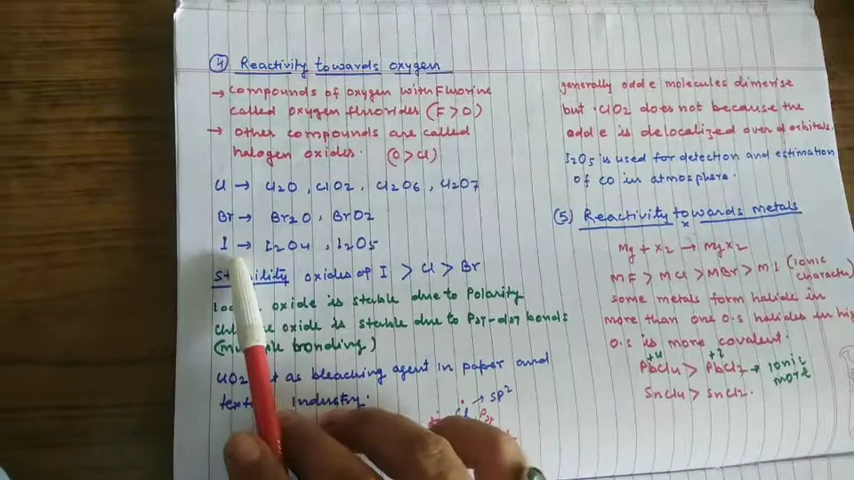 ④ Reactivity towards oxygen
→ Compounds of oxygen with Fluorine
called oxygen fluorides (F > O)
→ other compounds are called
halogen oxides. (O > Cl)
Cl → Cl2O, ClO2, Cl2O6, Cl2O7
Br → Br2O, BrO2
I → I2O4, I2O5
oxides of I > Cl > Br
oxide is stable due to Polarity
oxide is stable due to Pπ-dπ bonds
bonding)
as bleaching agent in paper and
industry.
→ sp2
generally odd e molecules dimerise
but ClO2 does not because the
odd e is delocalized over d orbitals.
I2O5 is used for detection and estimation
of CO in atmosphere.
(5) Reactivity towards metals
Mg + x2 → Mgx2
MF > MCl > MBr > MI (ionic
some metals form halide in
more than one O.S halides in
O.S is more covalent.
+4 +2
PbCl4 > PbCl2 → Ionic
more
SnCl4 > SnCl2.